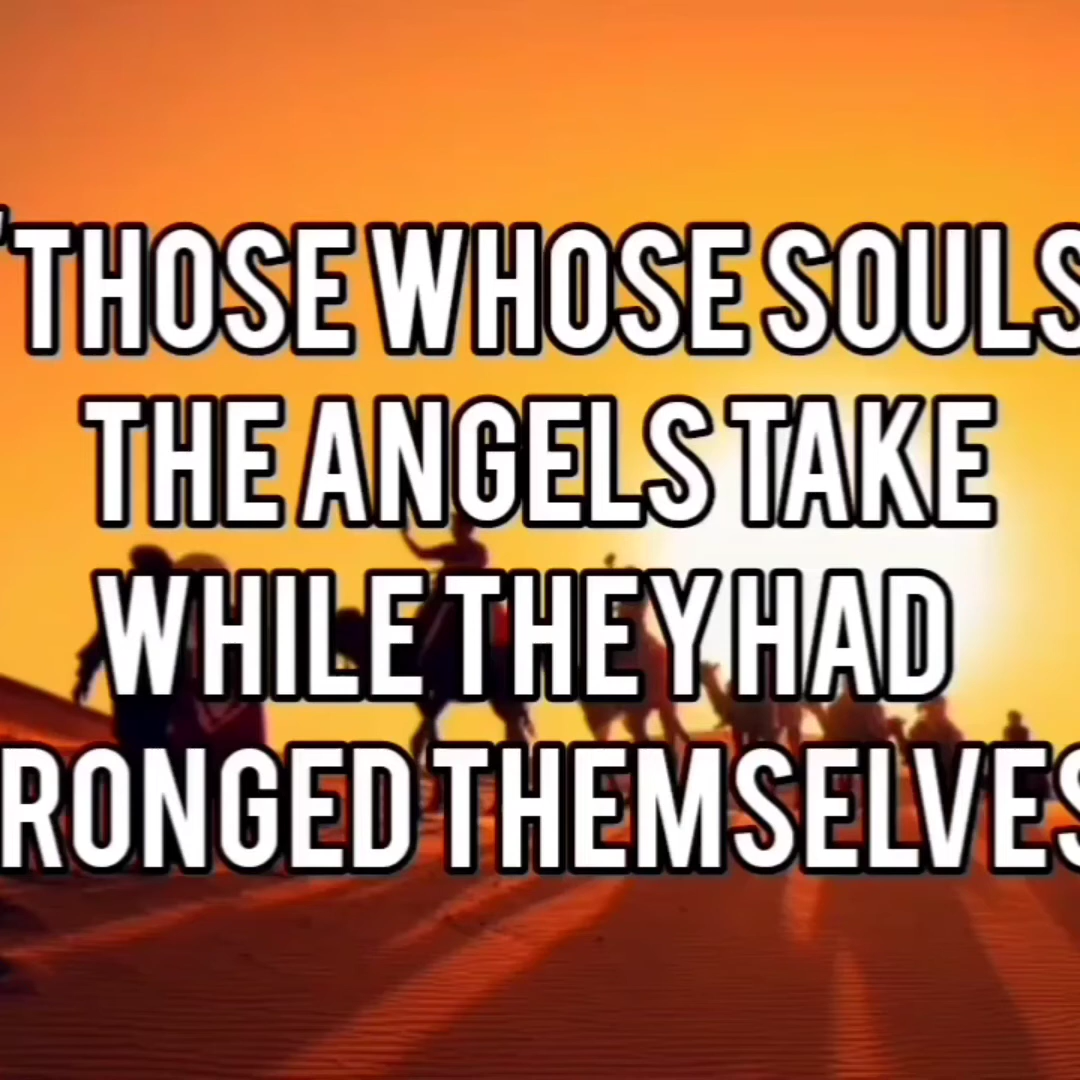 "THOSE WHOSE SOULS
THE ANGELS TAKE
WHILE THEY HAD
RONGED THEMSELVES